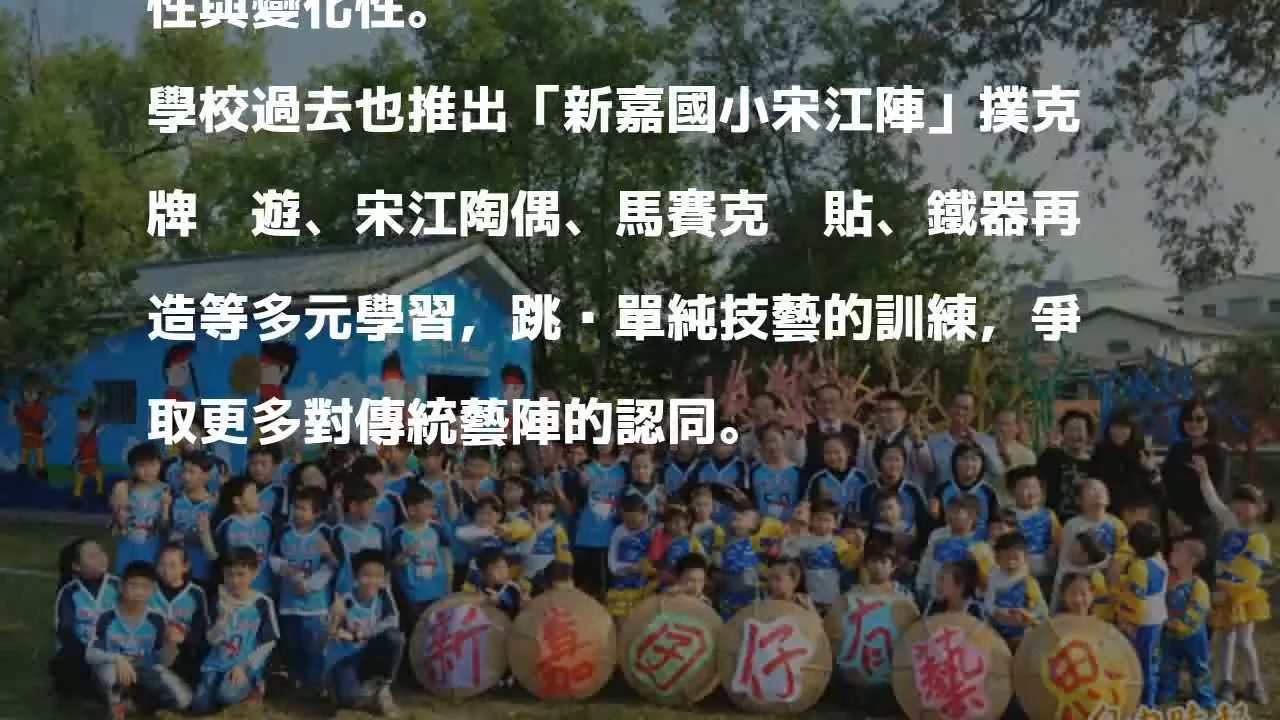 性與變化性。
學校過去也推出「新嘉國小宋江陣」撲克
牌　遊、宋江陶偶、馬賽克　貼、鐵器再
造等多元學習，跳·單純技藝的訓練，爭
取更多對傳統藝陣的認同。
新嘉囝仔有藝思